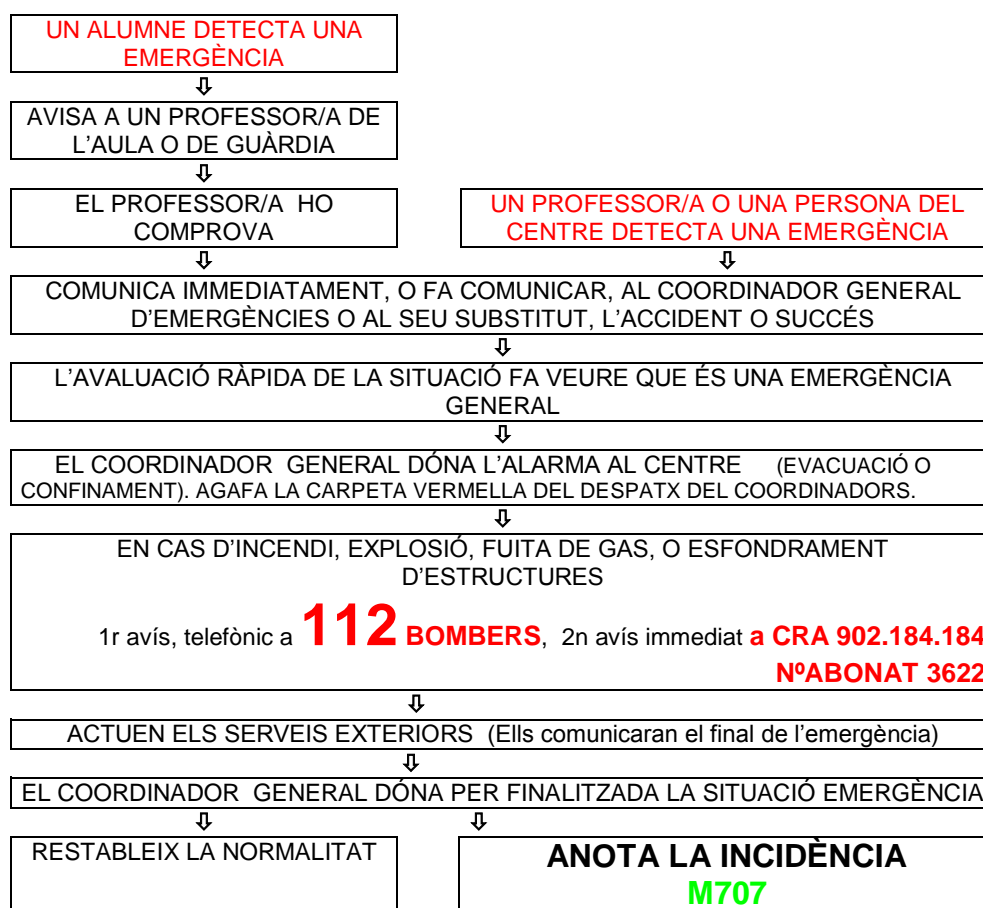 UN ALUMNE DETECTA UNA
EMERGÈNCIA
AVISA A UN PROFESSOR/A DE
L'AULA O DE GUÀRDIA
EL PROFESSOR/A HO
COMPROVA
UN PROFESSOR/A O UNA PERSONA DEL
CENTRE DETECTA UNA EMERGÈNCIA
COMUNICA IMMEDIATAMENT, O FA COMUNICAR, AL COORDINADOR GENERAL
D'EMERGÈNCIES O AL SEU SUBSTITUT, L'ACCIDENT O SUCCÉS
L'AVALUACIÓ RÀPIDA DE LA SITUACIÓ FA VEURE QUE ÉS UNA EMERGÈNCIA
GENERAL
EL COORDINADOR GENERAL DÓNA L'ALARMA AL CENTRE (EVACUACIÓ O
CONFINAMENT). AGAFA LA CARPETA VERMELLA DEL DESPATX DEL COORDINADORS.
EN CAS D'INCENDI, EXPLOSIÓ, FUITA DE GAS, O ESFONDRAMENT
D'ESTRUCTURES
1r avís, telefònic a 112 BOMBERS, 2n avís immediat a CRA 902.184.184
NºABONAT 3622
ACTUEN ELS SERVEIS EXTERIORS (Ells comunicaran el final de l'emergència)
EL COORDINADOR GENERAL DÓNA PER FINALITZADA LA SITUACIÓ EMERGÈNCIA
RESTABLEIX LA NORMALITAT
ANOTA LA INCIDÈNCIA
M707